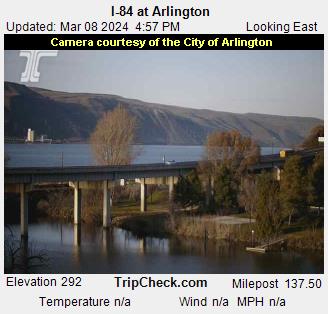 I-84 at Arlington
Updated: Mar 08 2024 4:57 PM Looking East
Camera courtesy of the City of Arlington
Elevation 292 TripCheck.com Milepost 137.50
Temperature n/a Wind n/a MPH n/a